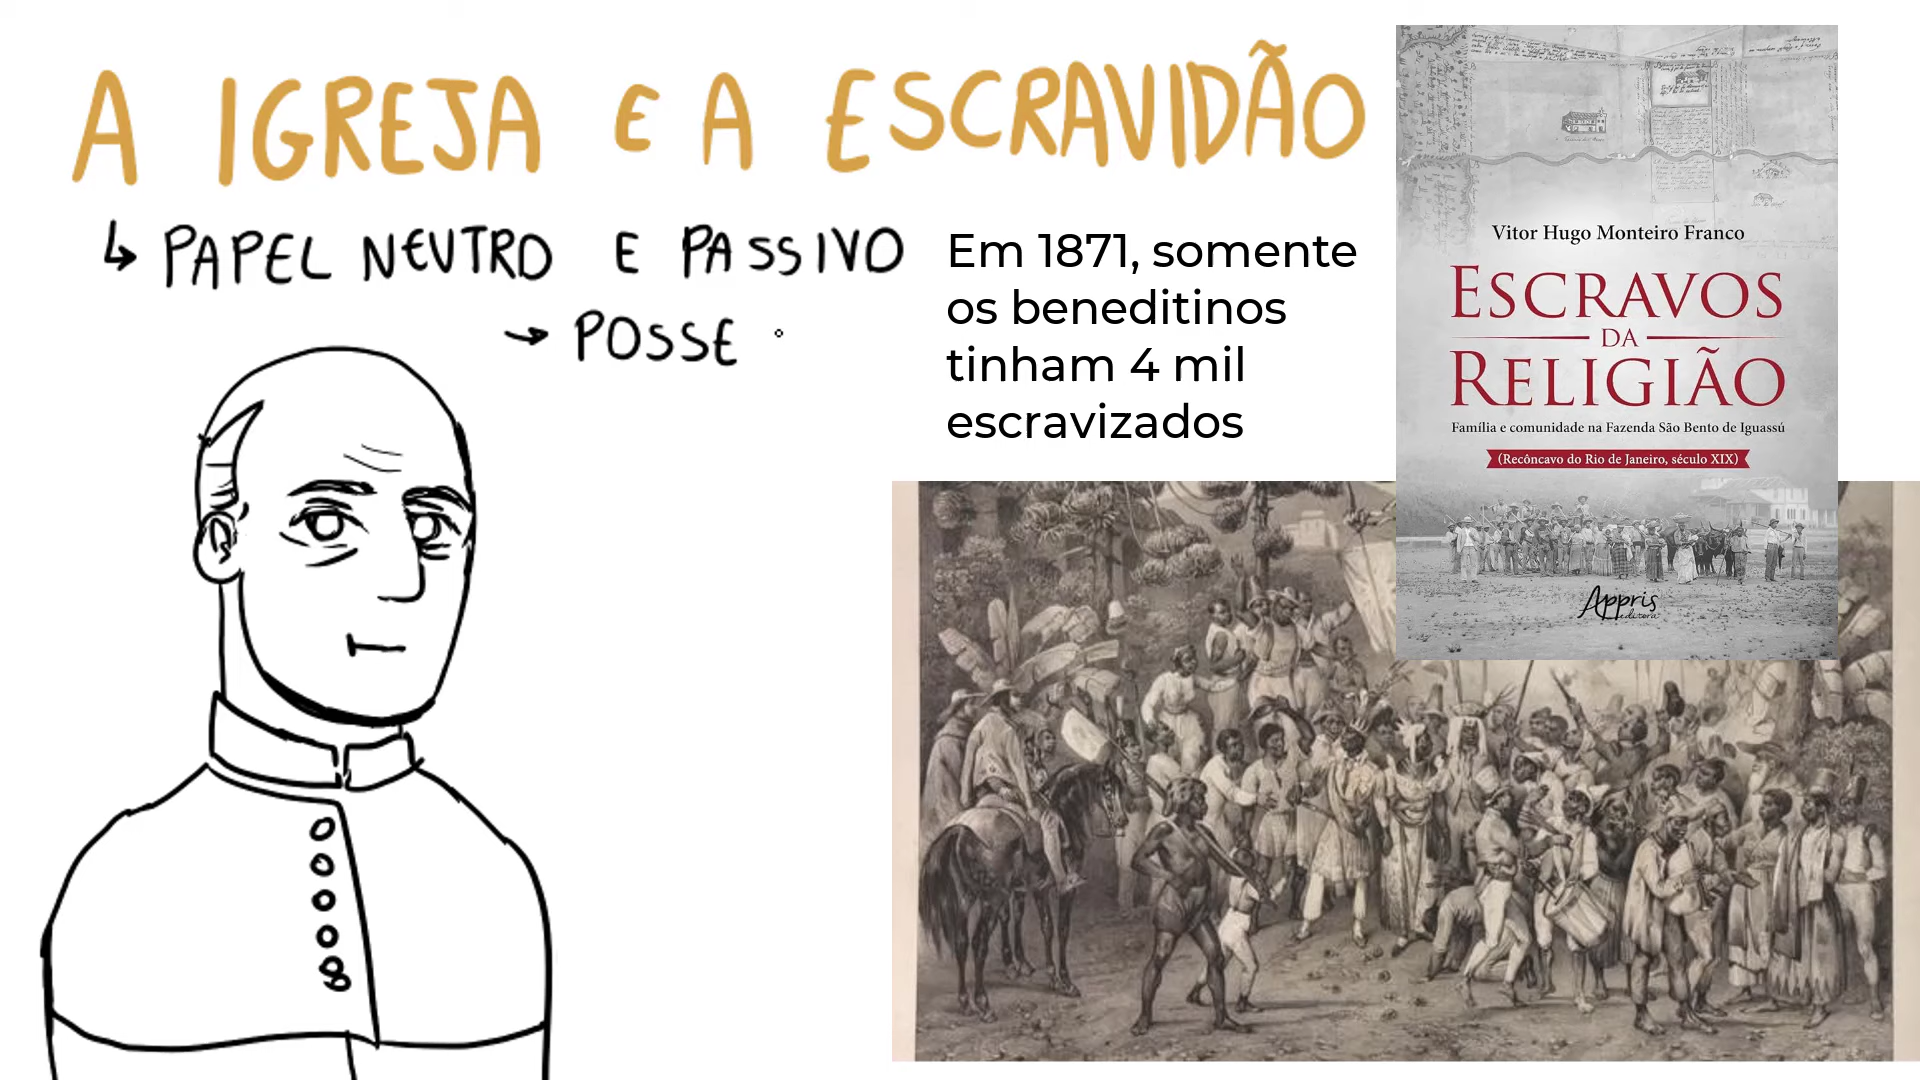 A IGREJA E A ESCRAVIDÃO
↳ PAPEL NEUTRO E PASSIVO
→ POSSE
Em 1871, somente
os beneditinos
tinham 4 mil
escravizados
Vitor Hugo Monteiro Franco
ESCRAVOS
DA
RELIGIÃO
Família e comunidade na Fazenda São Bento de Iguassú
(Recôncavo do Rio de Janeiro, século XIX)
Appris
editora